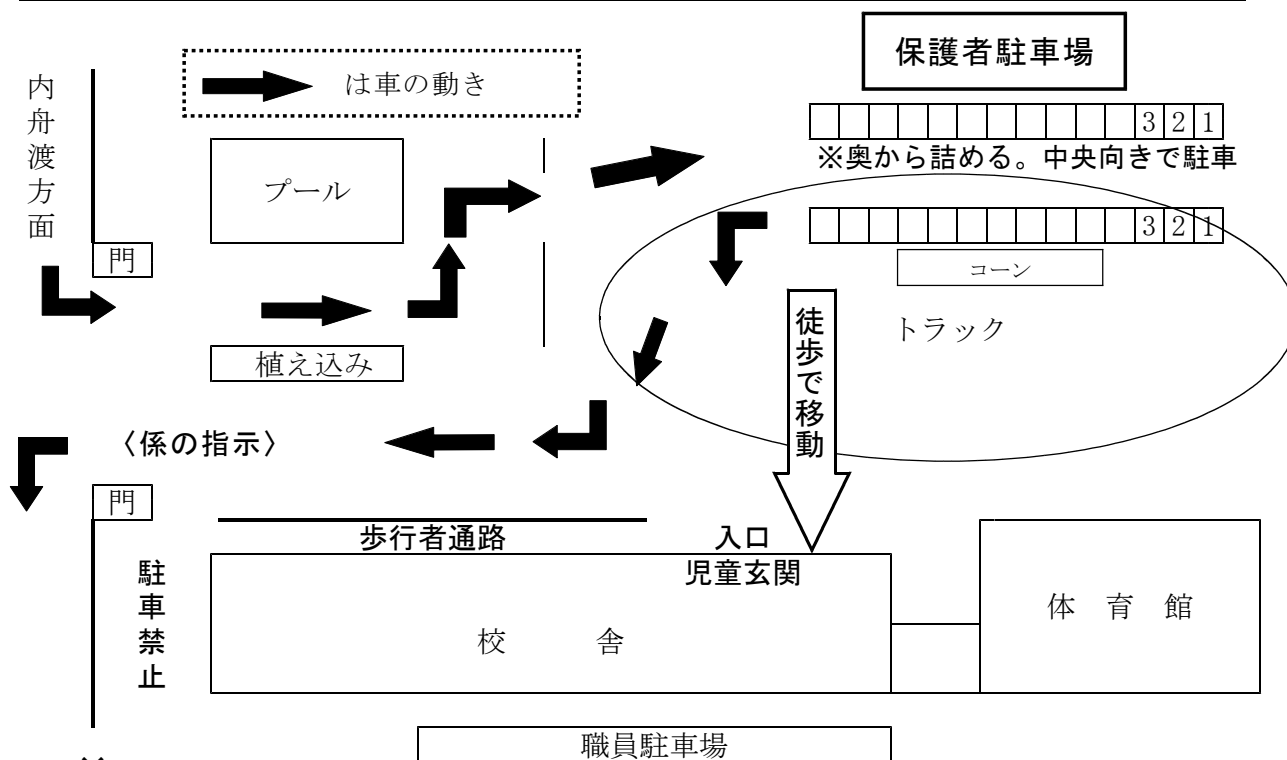 保護者駐車場
は車の動き
内舟渡方面
3 2 1
※奥から詰める。中央向きで駐車
プール
3 2 1
門
コーン
トラック
徒歩で移動
植え込み
〈係の指示〉
門
歩行者通路
入口
児童玄関
駐車禁止
体 育 館
校 舎
職員駐車場